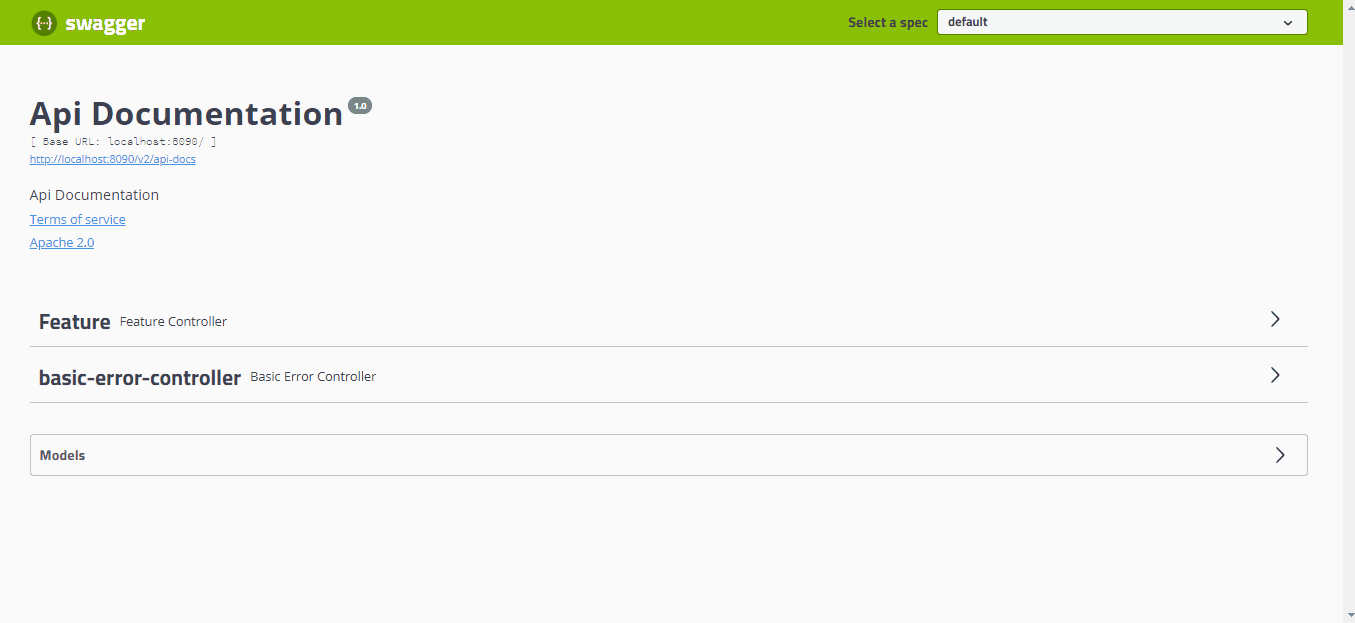 {···} swagger
Select a spec default
Api Documentation 1.0
[ Base URL: localhost:8090/ ]
http://localhost:8090/v2/api-docs
Api Documentation
Terms of service
Apache 2.0
Feature Feature Controller
basic-error-controller Basic Error Controller
Models